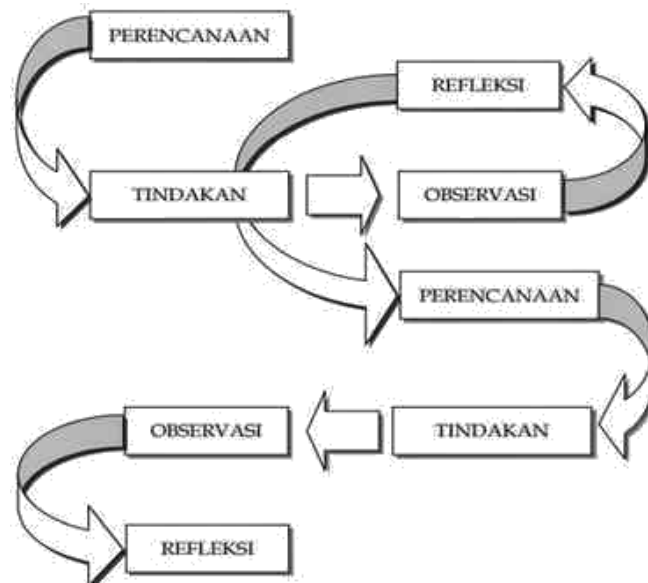 PERENCANAAN
REFLEKSI
TINDAKAN
OBSERVASI
PERENCANAAN
OBSERVASI
TINDAKAN
REFLEKSI